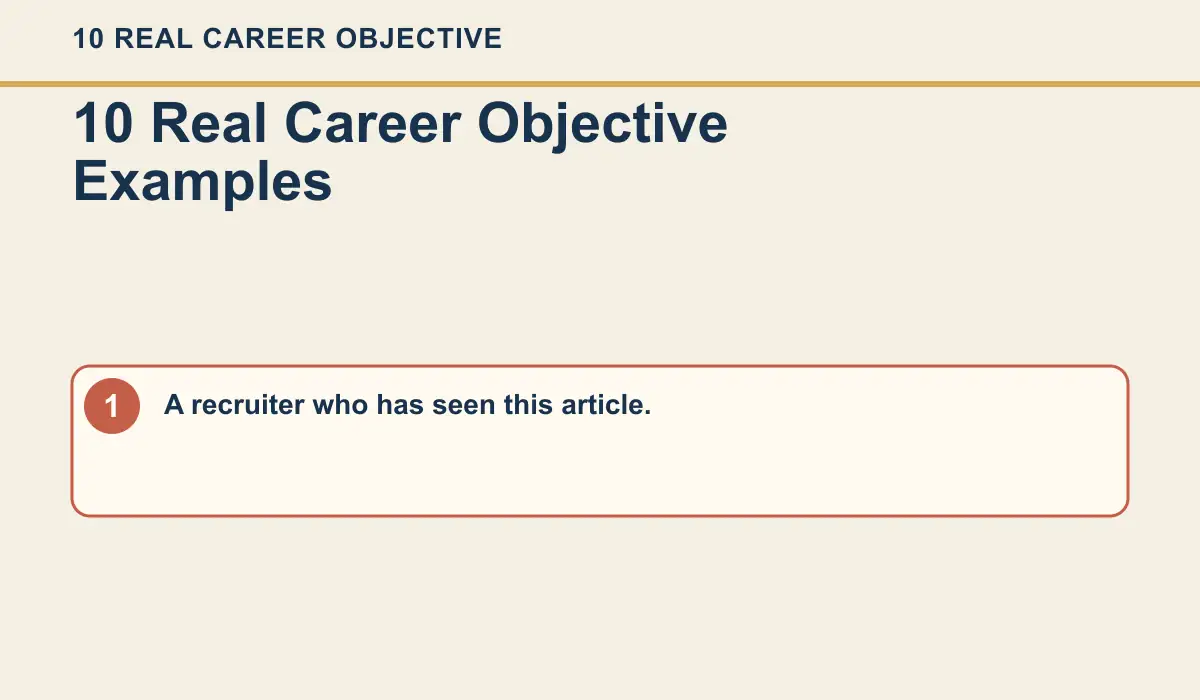 10 REAL CAREER OBJECTIVE
10 Real Career Objective
Examples
1
A recruiter who has seen this article.